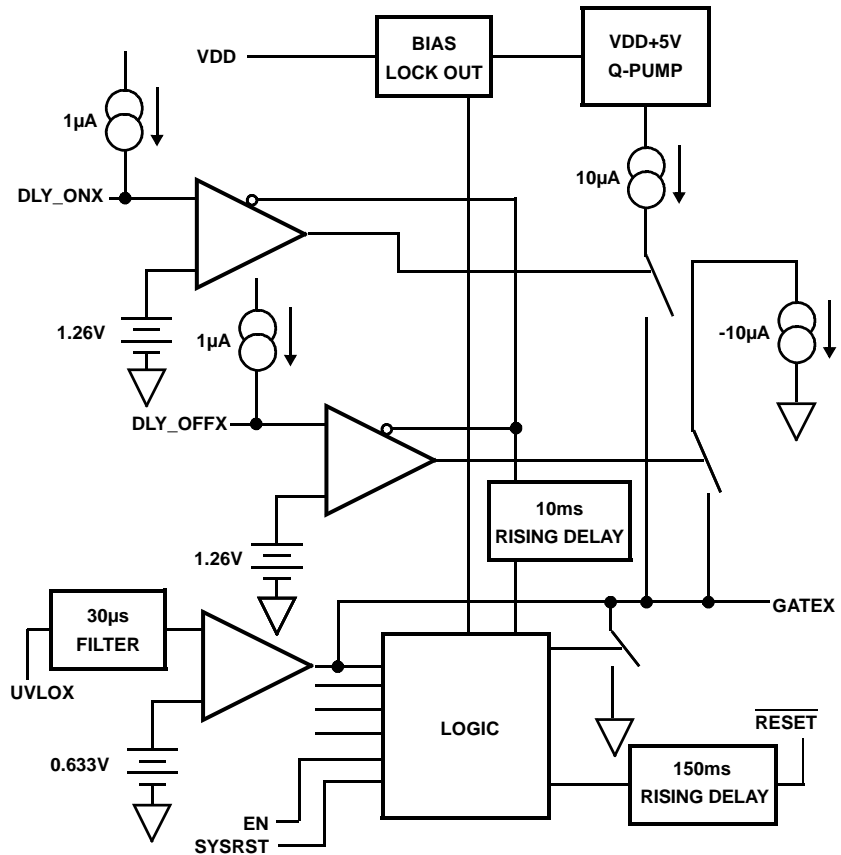 VDD
BIAS
LOCK OUT
VDD+5V
Q-PUMP
1µA
10µA
DLY_ONX
1.26V
1µA
-10µA
DLY_OFFX
10ms
RISING DELAY
1.26V
30µs
FILTER
GATEX
UVLOX
LOGIC
RESET
0.633V
150ms
RISING DELAY
EN
SYSRST